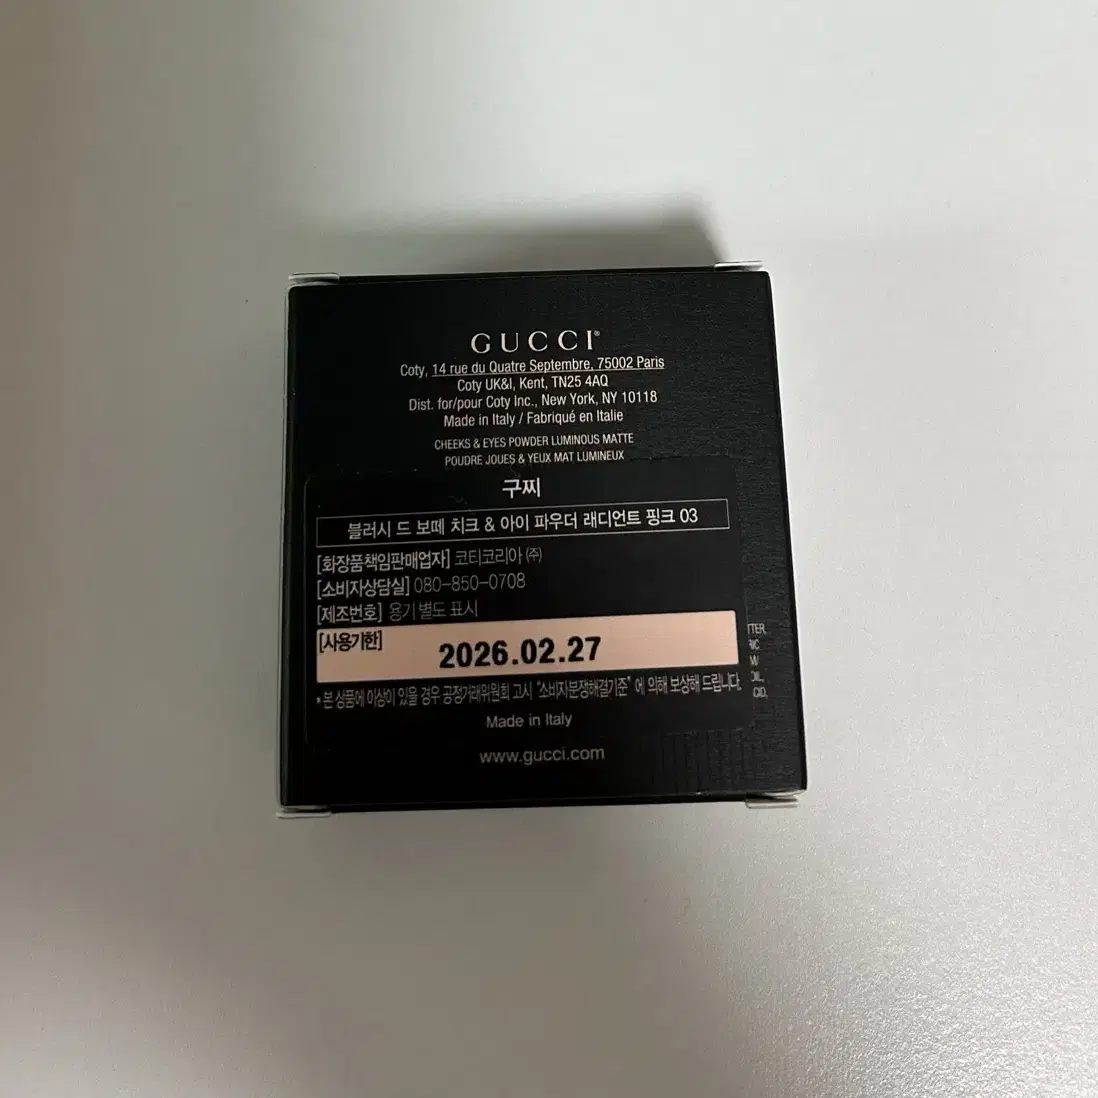 GUCCI®
Coty, 14 rue du Quatre Septembre, 75002 Paris
Coty UK&I, Kent, TN25 4AQ
Dist. for/pour Coty Inc., New York, NY 10118
Made in Italy / Fabriqué en Italie
CHEEKS & EYES POWDER LUMINOUS MATTE
POUDRE JOUES & YEUX MAT LUMINEUX
구찌
블러시 드 보떼 치크 & 아이 파우더 래디언트 핑크 03
[화장품책임판매업자] 코티코리아 (주)
[소비자상담실] 080-850-0708
[제조번호] 용기 별도 표시
[사용기한] 2026.02.27
* 본 상품에 이상이 있을 경우 공정거래위원회 고시 "소비자분쟁해결기준" 에 의해 보상해 드립니다.
Made in Italy
www.gucci.com